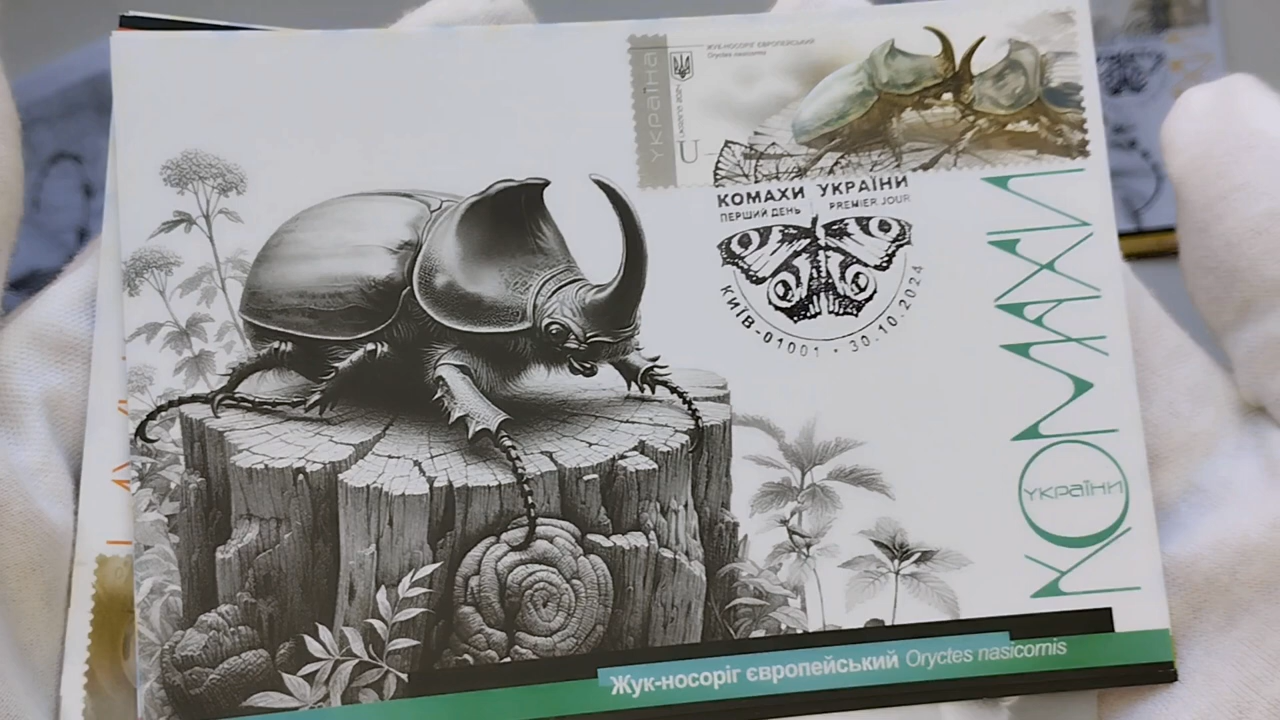 ЖУК-НОСОРІГ ЄВРОПЕЙСЬКИЙ
Oryctes nasicornis
УКРАЇНА
UKRAINE 2024
U
КОМАХИ УКРАЇНИ
ПЕРШИЙ ДЕНЬ PREMIER JOUR
КИЇВ-01001 • 30.10.2024
КОМАХИ
УКРАЇНИ
Жук-носоріг європейський Oryctes nasicornis